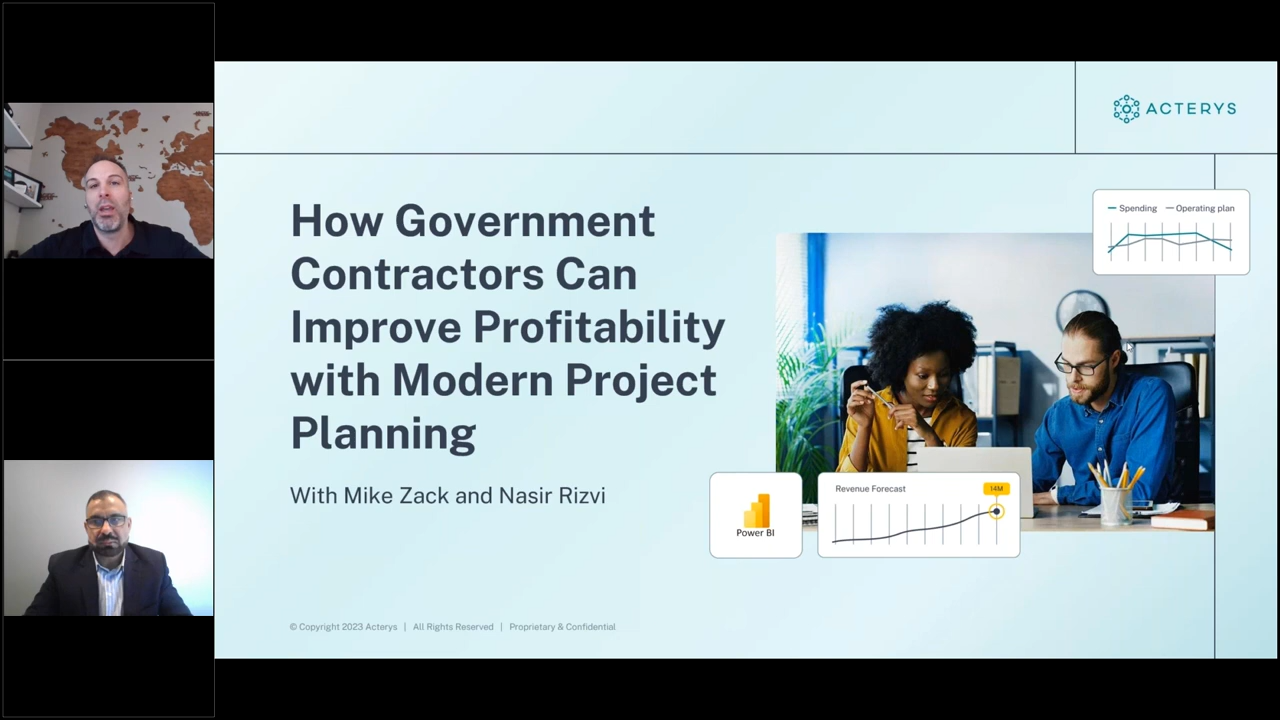 ACTERYS
How Government
Contractors Can
Improve Profitability
with Modern Project
Planning
With Mike Zack and Nasir Rizvi
Spending
Operating plan
Power BI
Revenue Forecast
14M
© Copyright 2023 Acterys | All Rights Reserved | Proprietary & Confidential